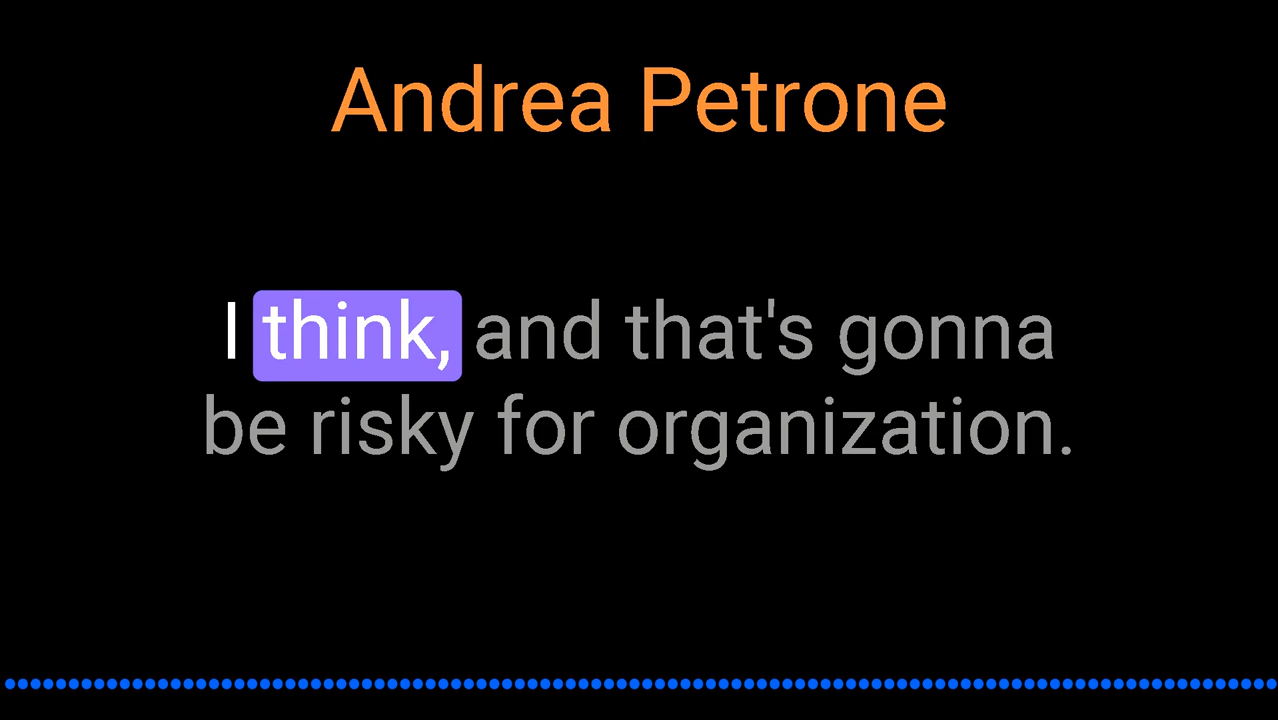 Andrea Petrone
I think, and that's gonna
be risky for organization.